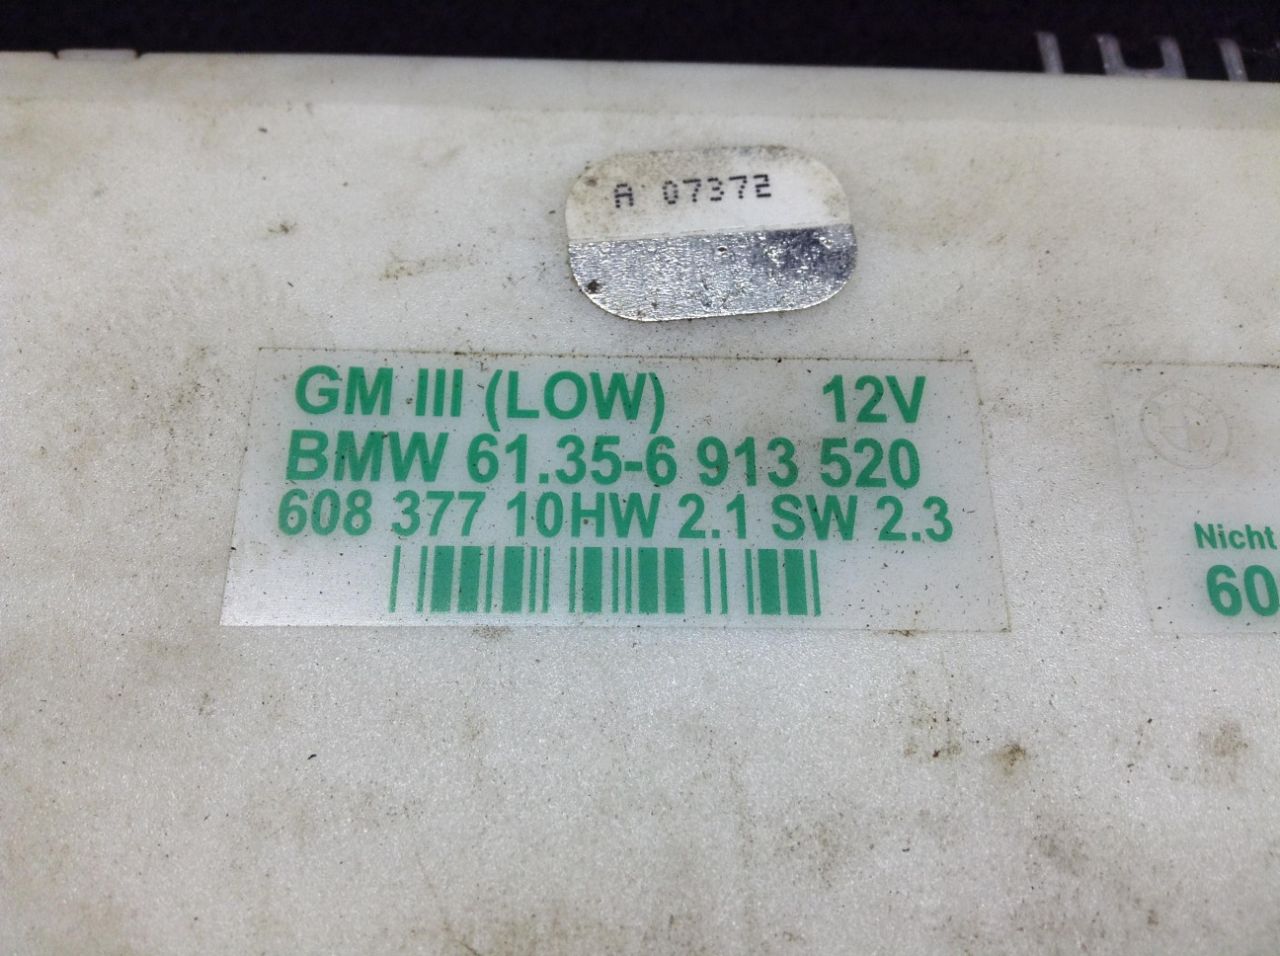 A 07372
GM III (LOW) 12V
BMW 61.35-6 913 520
608 377 10HW 2.1 SW 2.3
Nicht
60